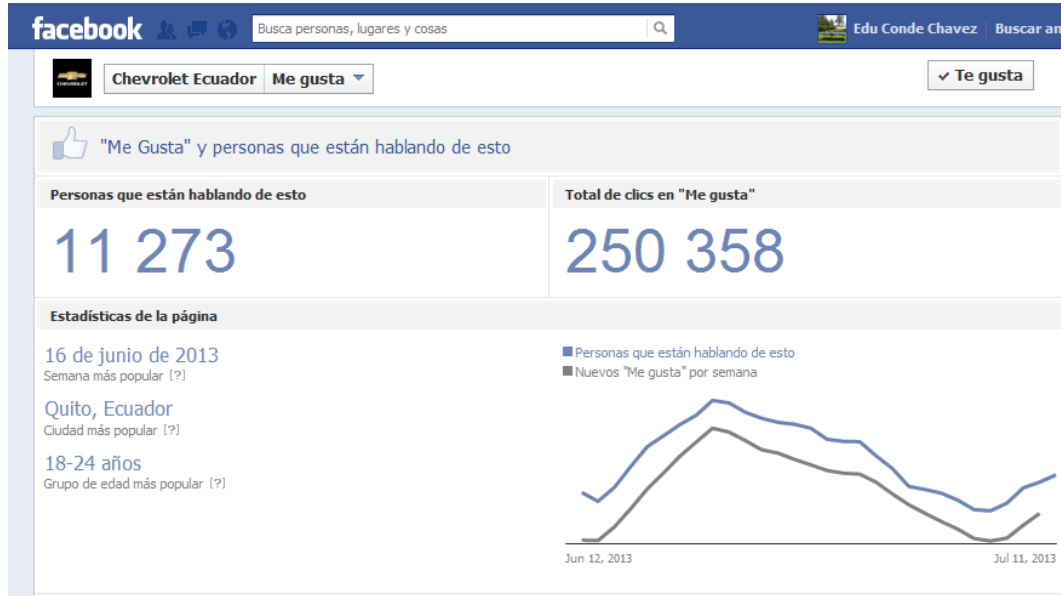 facebook
Busca personas, lugares y cosas
Edu Conde Chavez
Buscar am
CHEVROLET
Chevrolet Ecuador
Me gusta
Te gusta
"Me Gusta" y personas que están hablando de esto
Personas que están hablando de esto
Total de clics en "Me gusta"
11 273
250 358
Estadísticas de la página
16 de junio de 2013
Semana más popular [?]
Quito, Ecuador
Ciudad más popular [?]
18-24 años
Grupo de edad más popular [?]
Personas que están hablando de esto
Nuevos "Me gusta" por semana
Jun 12, 2013
Jul 11, 2013